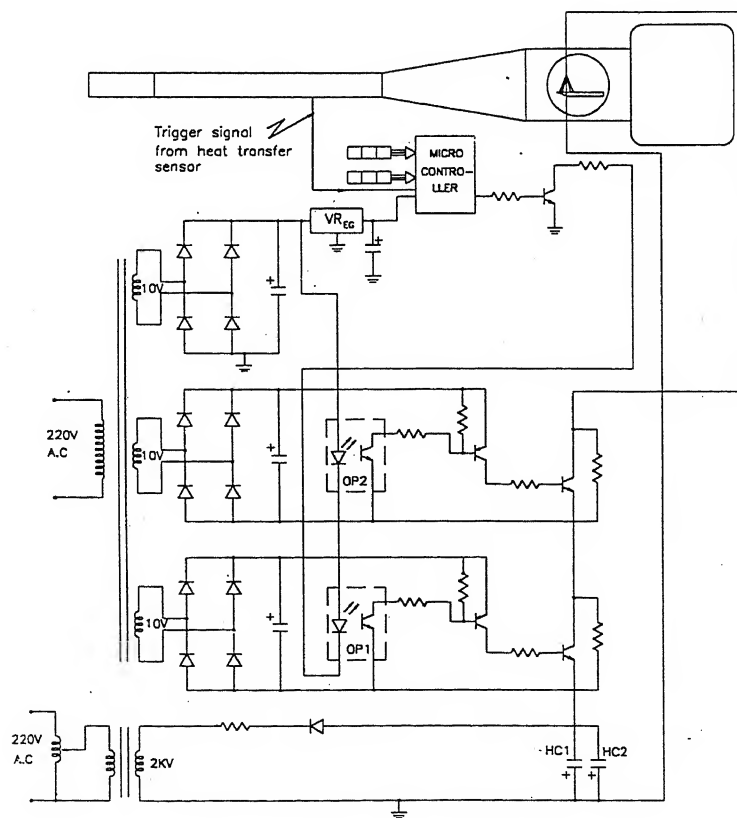 Trigger signal
from heat transfer
sensor
MICRO
CONTRO-
LLER
VREG
+
+
10V
220V
A.C
10V
+
OP2
10V
+
OP1
220V
A.C
2KV
HC1
HC2
+
+